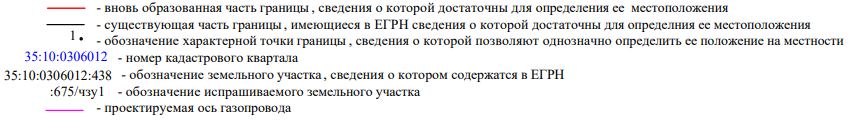 - вновь образованная часть границы, сведения о которой достаточны для определения ее местоположения
- существующая часть границы, имеющиеся в ЕГРН сведения о которой достаточны для определния ее местоположения
1. - обозначение характерной точки границы, сведения о которой позволяют однозначно определить ее положение на местности
35:10:0306012 - номер кадастрового квартала
35:10:0306012:438 - обозначение земельного участка, сведения о котором содержатся в ЕГРН
:675/чзу1 - обозначение испрашиваемого земельного участка
- проектируемая ось газопровода